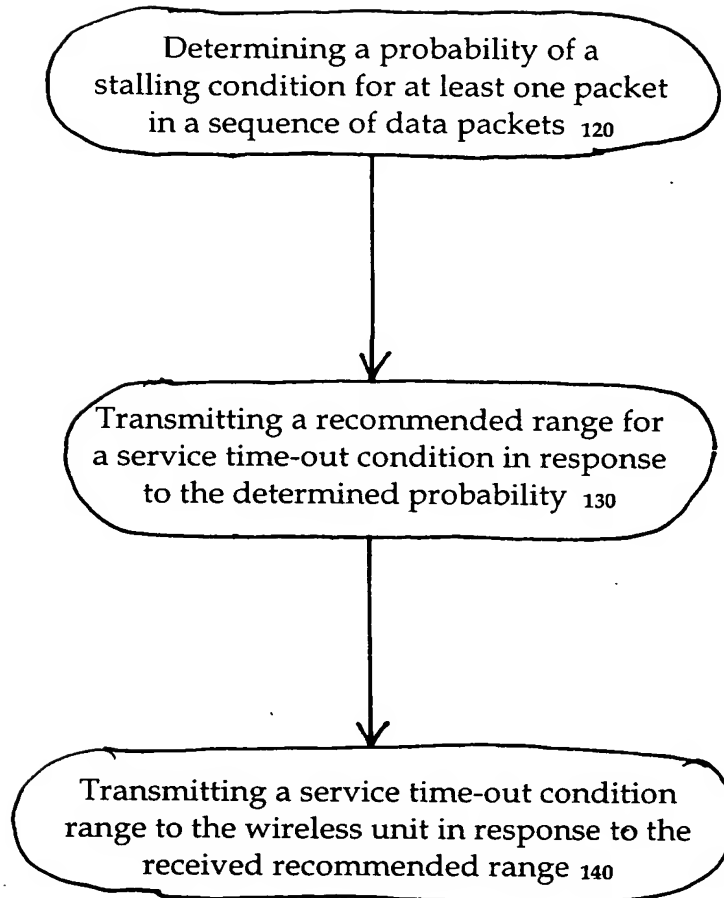 Determining a probability of a
stalling condition for at least one packet
in a sequence of data packets 120
Transmitting a recommended range for
a service time-out condition in response
to the determined probability 130
Transmitting a service time-out condition
range to the wireless unit in response to the
received recommended range 140